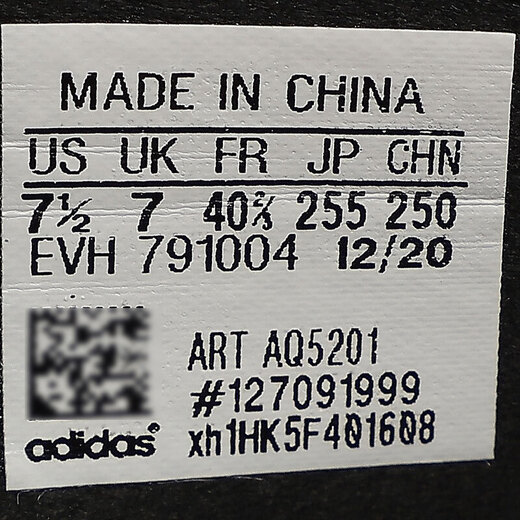 MADE IN CHINA
US UK FR JP CHN
7½ 7 40⅔ 255 250
EVH 791004 12/20
ART AQ5201
#127091999
adidas® xh1HK5F401608